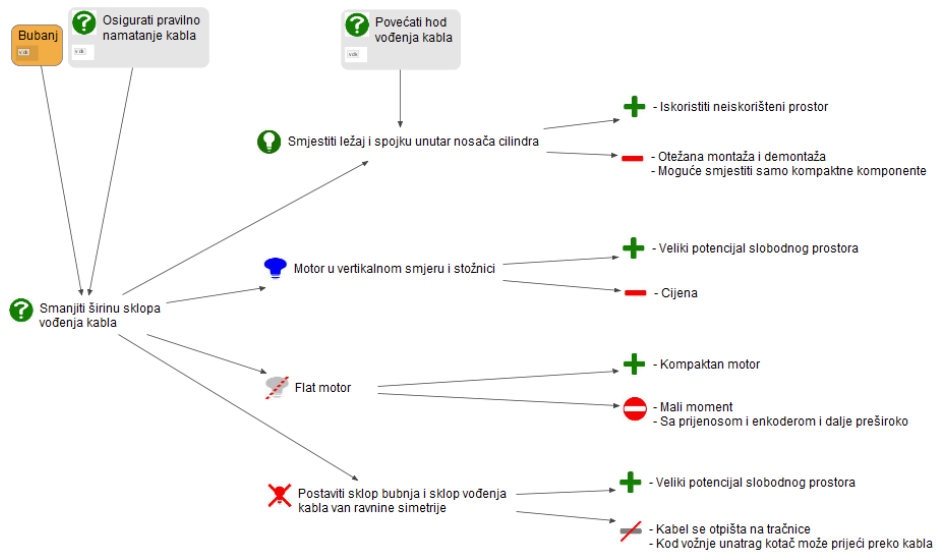 Bubanj
Osigurati pravilno
namatanje kabla
Povećati hod
vođenja kabla
Smjestiti ležaj i spojku unutar nosača cilindra
- Iskoristiti neiskorišteni prostor
- Otežana montaža i demontaža
- Moguće smjestiti samo kompaktne komponente
Motor u vertikalnom smjeru i stožnici
- Veliki potencijal slobodnog prostora
- Cijena
Smanjiti širinu sklopa
vođenja kabla
Flat motor
- Kompaktan motor
- Mali moment
- Sa prijenosom i enkoderom i dalje preširoko
Postaviti sklop bubnja i sklop vođenja
kabla van ravnine simetrije
- Veliki potencijal slobodnog prostora
- Kabel se otpišta na tračnice
- Kod vožnje unatrag kotač može prijeći preko kabla